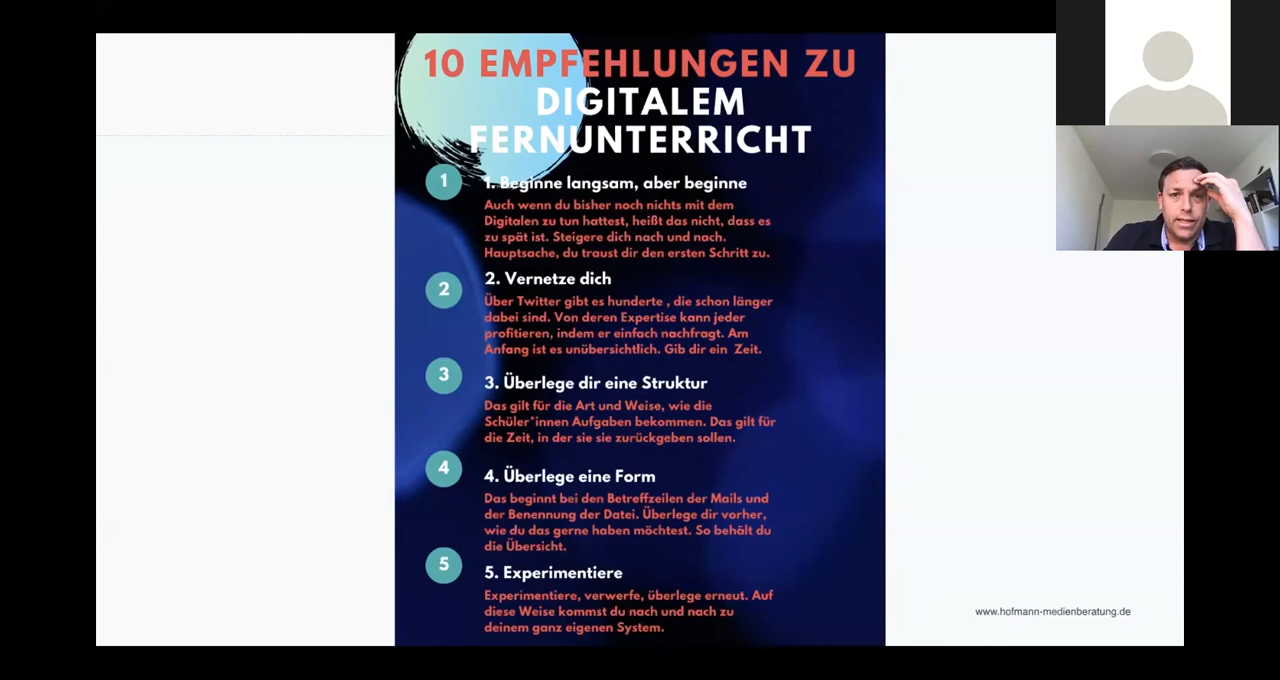 10 EMPFEHLUNGEN ZU
DIGITALEM
FERNUNTERRICHT
1
1. Beginne langsam, aber beginne
Auch wenn du bisher noch nichts mit dem
Digitalen zu tun hattest, heißt das nicht, dass es
zu spät ist. Steigere dich nach und nach.
Hauptsache, du traust dir den ersten Schritt zu.
2
2. Vernetze dich
Über Twitter gibt es hunderte , die schon länger
dabei sind. Von deren Expertise kann jeder
profitieren, indem er einfach nachfragt. Am
Anfang ist es unübersichtlich. Gib dir ein Zeit.
3
3. Überlege dir eine Struktur
Das gilt für die Art und Weise, wie die
Schüler*innen Aufgaben bekommen. Das gilt für
die Zeit, in der sie sie zurückgeben sollen.
4
4. Überlege eine Form
Das beginnt bei den Betreffzeilen der Mails und
der Benennung der Datei. Überlege dir vorher,
wie du das gerne haben möchtest. So behält du
die Übersicht.
5
5. Experimentiere
Experimentiere, verwerfe, überlege erneut. Auf
diese Weise kommst du nach und nach zu
deinem ganz eigenen System.
www.hofmann-medienberatung.de